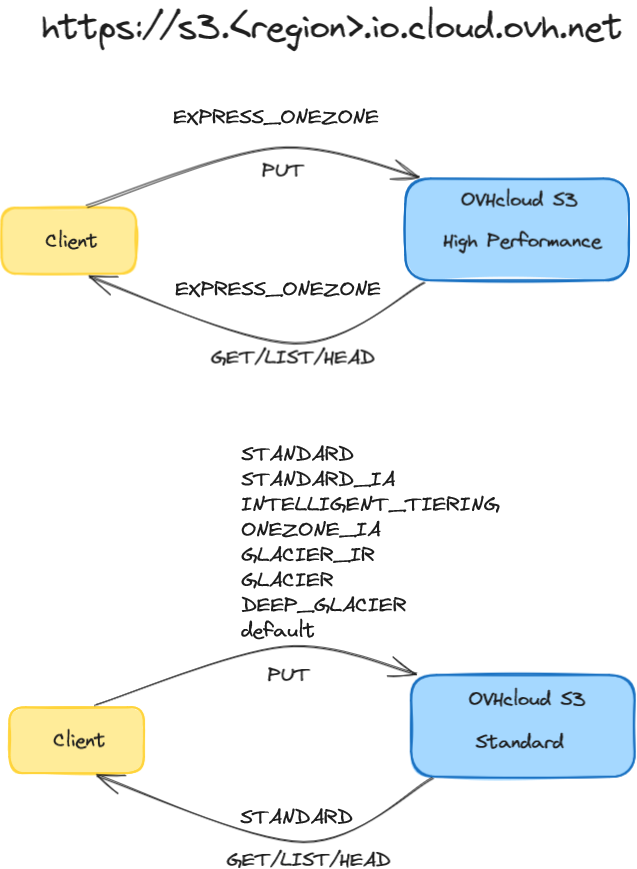 https://s3.<region>.io.cloud.ovh.net
EXPRESS_ONEZONE
PUT
OVHcloud S3
Client
High Performance
EXPRESS_ONEZONE
GET/LIST/HEAD
STANDARD
STANDARD_IA
INTELLIGENT_TIERING
ONEZONE_IA
GLACIER_IR
GLACIER
DEEP_GLACIER
default
PUT
OVHcloud S3
Client
Standard
STANDARD
GET/LIST/HEAD